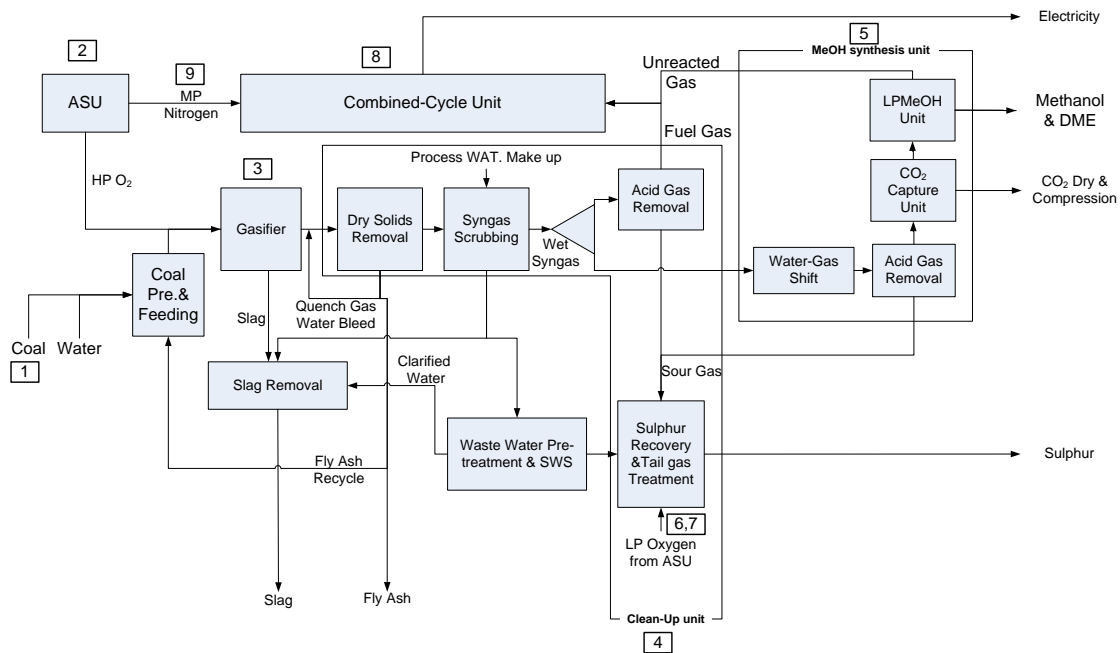 Electricity
5
MeOH synthesis unit
2
8
9
Unreacted
Gas
ASU
MP
Nitrogen
Combined-Cycle Unit
LPMeOH
Unit
Methanol
& DME
Fuel Gas
HP O₂
3
Process WAT. Make up
Acid Gas
Removal
CO₂
Capture
Unit
CO₂ Dry &
Compression
Gasifier
Dry Solids
Removal
Syngas
Scrubbing
Wet
Syngas
Water-Gas
Shift
Acid Gas
Removal
Coal
Pre.&
Feeding
Quench Gas
Water Bleed
Slag
Coal
Water
1
Clarified
Water
Sour Gas
Slag Removal
Waste Water Pre-
treatment & SWS
Sulphur
Recovery
&Tail gas
Treatment
Sulphur
Fly Ash
Recycle
6,7
LP Oxygen
from ASU
Slag
Fly Ash
Clean-Up unit
4